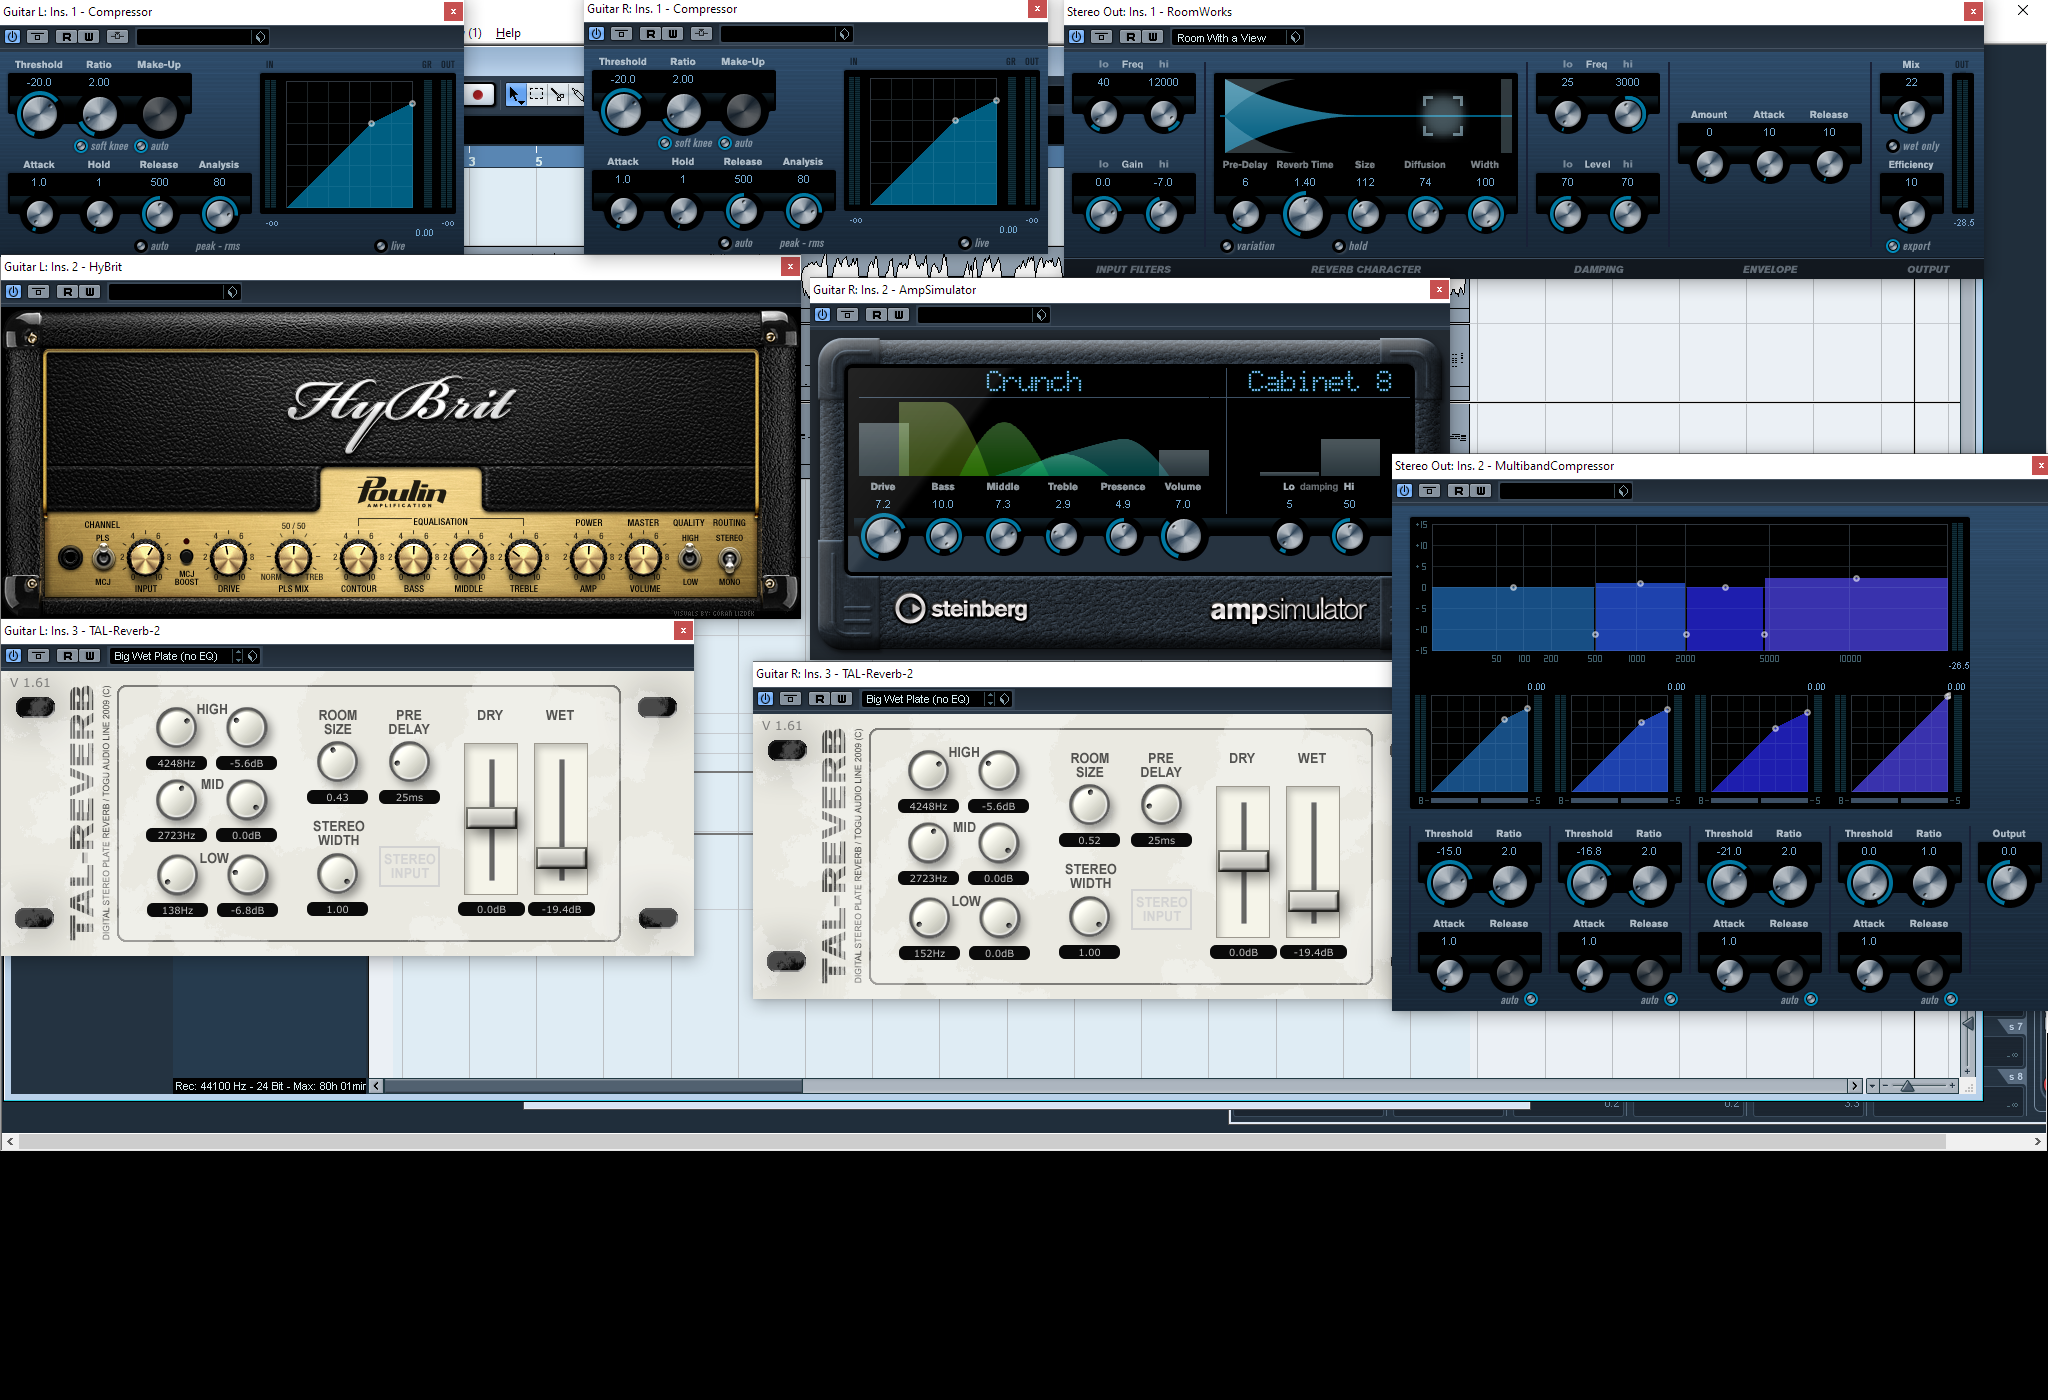 Guitar L: Ins. 1 - Compressor
R W
Threshold Ratio Make-Up
-20.0 2.00
soft knee auto
Attack Hold Release Analysis
1.0 1 500 80
auto peak - rms
IN GR OUT
-oo 0.00 -oo
live
(1) Help
3 5
Guitar R: Ins. 1 - Compressor
R W
Threshold Ratio Make-Up
-20.0 2.00
soft knee auto
Attack Hold Release Analysis
1.0 1 500 80
auto peak - rms
IN GR OUT
-oo 0.00 -oo
live
Stereo Out: Ins. 1 - RoomWorks
R W Room With a View
lo Freq hi
40 12000
lo Gain hi
0.0 -7.0
INPUT FILTERS
Pre-Delay Reverb Time Size Diffusion Width
6 1.40 112 74 100
variation hold
REVERB CHARACTER
lo Freq hi
25 3000
lo Level hi
70 70
DAMPING
Amount Attack Release
0 10 10
ENVELOPE
Mix OUT
22
wet only
Efficiency
10
-28.5
export
OUTPUT
Guitar L: Ins. 2 - HyBrit
R W
HyBrit
Poulin
AMPLIFICATION
CHANNEL 50 / 50 EQUALISATION POWER MASTER QUALITY ROUTING
PLS HIGH STEREO
MCJ MCJ BOOST NORM TREB LOW MONO
INPUT DRIVE PLS MIX CONTOUR BASS MIDDLE TREBLE AMP VOLUME
VISUALS BY: GORAN LIZDEK
Guitar R: Ins. 2 - AmpSimulator
R W
Crunch Cabinet 8
Drive Bass Middle Treble Presence Volume Lo damping Hi
7.2 10.0 7.3 2.9 4.9 7.0 5 50
steinberg ampsimulator
Guitar L: Ins. 3 - TAL-Reverb-2
R W Big Wet Plate (no EQ)
V 1.61
TAL-REVERB
DIGITAL STEREO PLATE REVERB / TOGU AUDIO LINE 2009 (C)
HIGH
4248Hz -5.6dB
MID
2723Hz 0.0dB
LOW
138Hz -6.8dB
ROOM SIZE PRE DELAY
0.43 25ms
STEREO WIDTH
1.00
STEREO INPUT
DRY WET
0.0dB -19.4dB
Guitar R: Ins. 3 - TAL-Reverb-2
R W Big Wet Plate (no EQ)
V 1.61
TAL-REVERB
DIGITAL STEREO PLATE REVERB / TOGU AUDIO LINE 2009 (C)
HIGH
4248Hz -5.6dB
MID
2723Hz 0.0dB
LOW
152Hz 0.0dB
ROOM SIZE PRE DELAY
0.52 25ms
STEREO WIDTH
1.00
STEREO INPUT
DRY WET
0.0dB -19.4dB
Stereo Out: Ins. 2 - MultibandCompressor
R W
+15
+10
+5
0
-5
-10
-15
50 100 200 500 1000 2000 5000 10000
-26.5
0.00 0.00 0.00 0.00
B S B S B S B S
Threshold Ratio Threshold Ratio Threshold Ratio Threshold Ratio Output
-15.0 2.0 -16.8 2.0 -21.0 2.0 0.0 1.0 0.0
Attack Release Attack Release Attack Release Attack Release
1.0 1.0 1.0 1.0
auto auto auto auto
s 7
s 8
Rec: 44100 Hz - 24 Bit - Max: 80h 01min
0.2 0.2 3.3